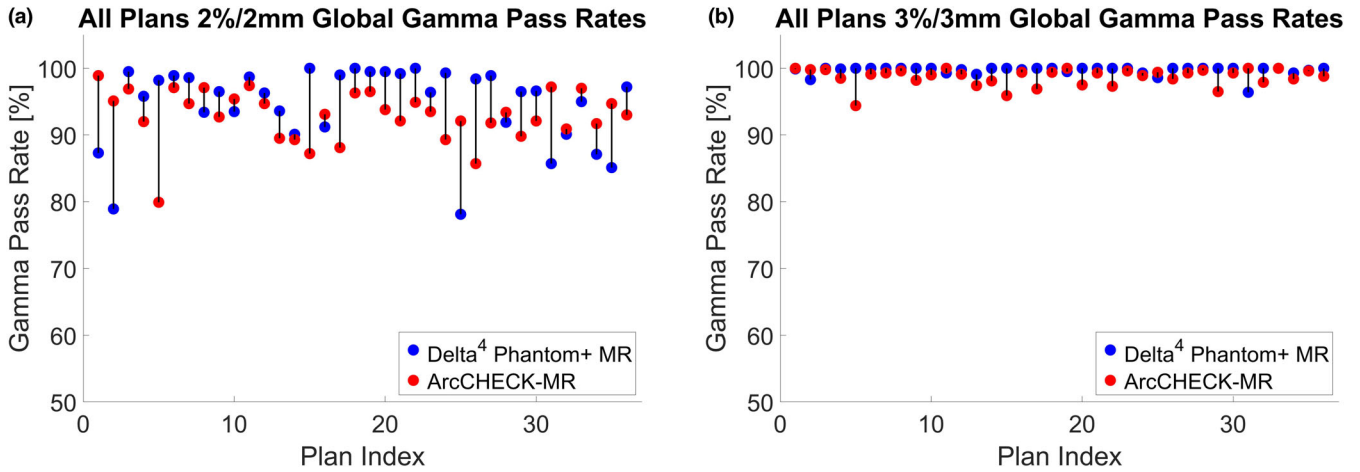 (a) All Plans 2%/2mm Global Gamma Pass Rates
100
90
80
70
60
50
Gamma Pass Rate [%]
0
10
20
30
Plan Index
Delta⁴ Phantom+ MR
ArcCHECK-MR
(b) All Plans 3%/3mm Global Gamma Pass Rates
100
90
80
70
60
50
Gamma Pass Rate [%]
0
10
20
30
Plan Index
Delta⁴ Phantom+ MR
ArcCHECK-MR